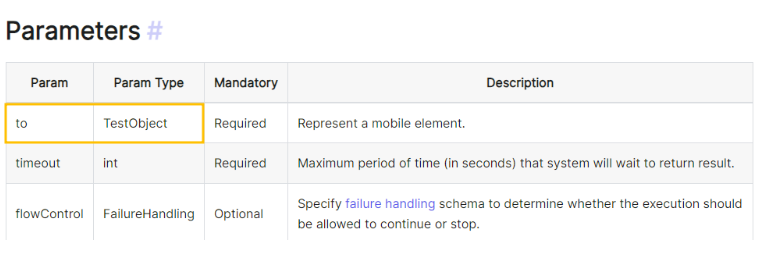 Parameters #
Param Param Type Mandatory Description
to TestObject Required Represent a mobile element.
timeout int Required Maximum period of time (in seconds) that system will wait to return result.
flowControl FailureHandling Optional Specify failure handling schema to determine whether the execution should
be allowed to continue or stop.